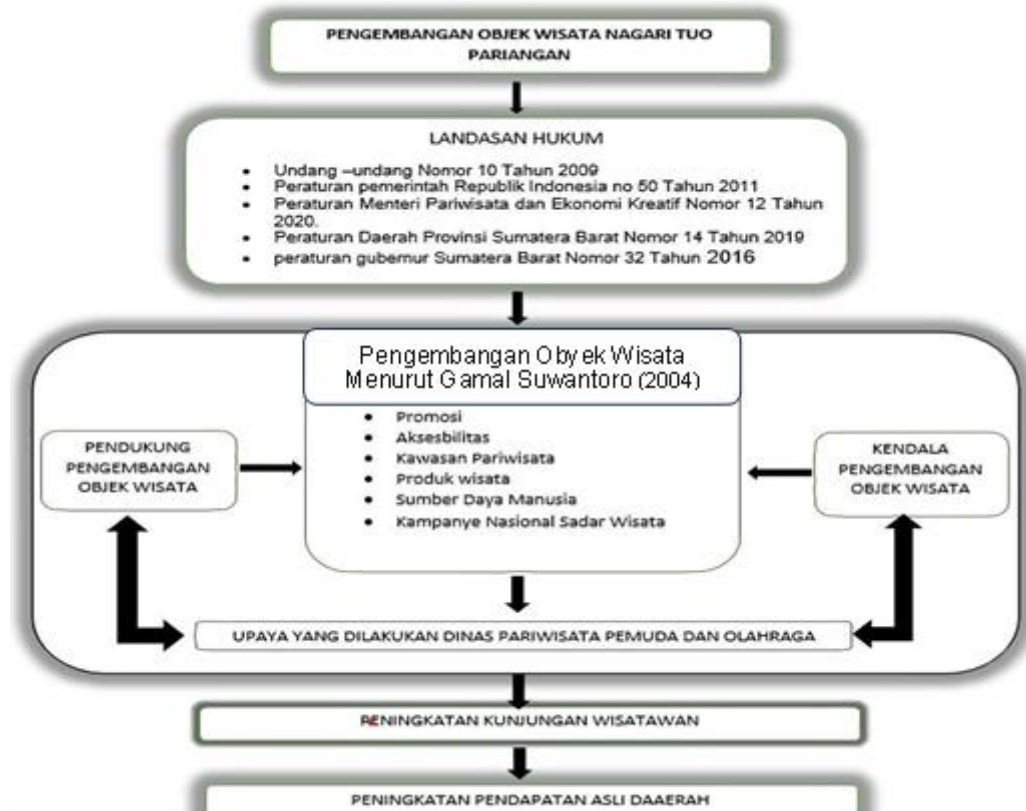 PENGEMBANGAN OBJEK WISATA NAGARI TUO
PARIANGAN
LANDASAN HUKUM
• Undang –undang Nomor 10 Tahun 2009
• Peraturan pemerintah Republik Indonesia no 50 Tahun 2011
• Peraturan Menteri Pariwisata dan Ekonomi Kreatif Nomor 12 Tahun
2020.
• Peraturan Daerah Provinsi Sumatera Barat Nomor 14 Tahun 2019
• peraturan gubernur Sumatera Barat Nomor 32 Tahun 2016
Pengembangan Obyek Wisata
Menurut Gamal Suwantoro (2004)
• Promosi
• Aksesbilitas
• Kawasan Pariwisata
• Produk wisata
• Sumber Daya Manusia
• Kampanye Nasional Sadar Wisata
PENDUKUNG
PENGEMBANGAN
OBJEK WISATA
KENDALA
PENGEMBANGAN
OBJEK WISATA
UPAYA YANG DILAKUKAN DINAS PARIWISATA PEMUDA DAN OLAHRAGA
PENINGKATAN KUNJUNGAN WISATAWAN
PENINGKATAN PENDAPATAN ASLI DAAERAH